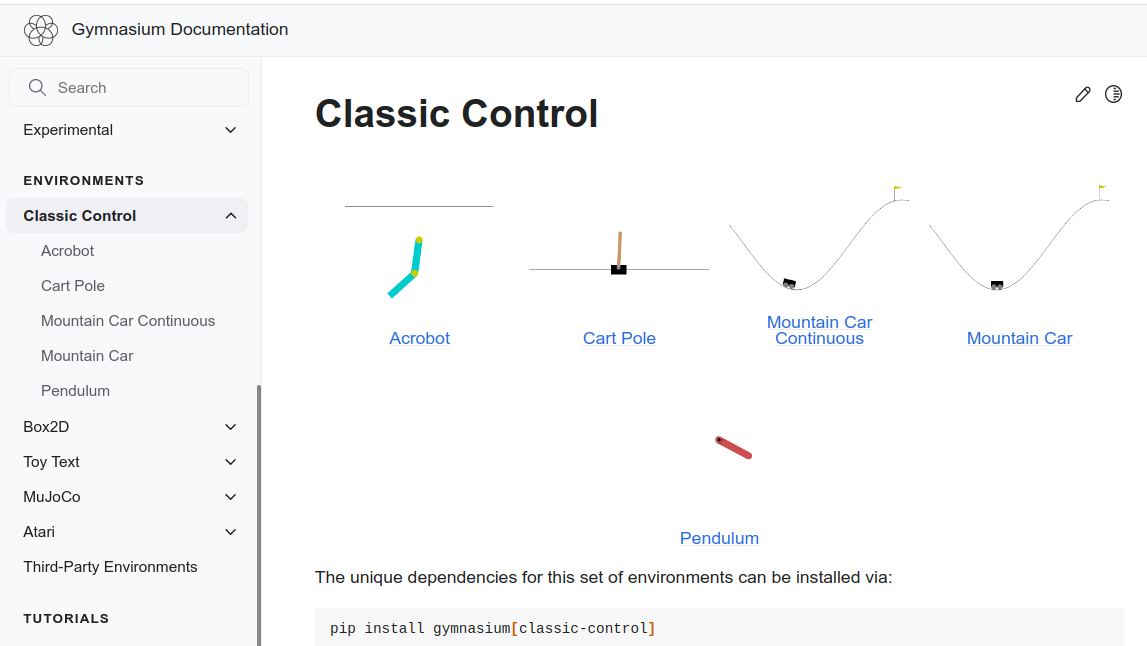 Gymnasium Documentation
Search
Experimental
ENVIRONMENTS
Classic Control
Acrobot
Cart Pole
Mountain Car Continuous
Mountain Car
Pendulum
Box2D
Toy Text
MuJoCo
Atari
Third-Party Environments
TUTORIALS
Classic Control
Acrobot
Cart Pole
Mountain Car
Continuous
Mountain Car
Pendulum
The unique dependencies for this set of environments can be installed via:
pip install gymnasium[classic-control]